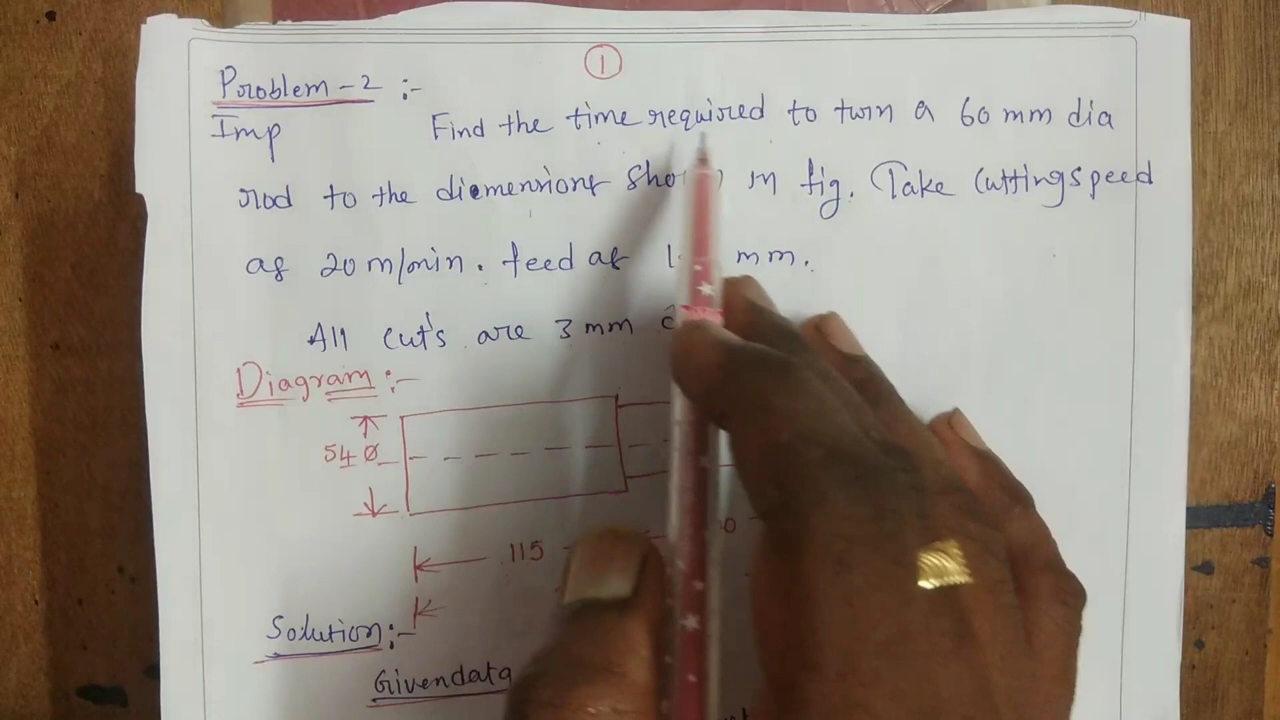 1
Problem-2 :-
Imp Find the time required to turn a 60 mm dia
rod to the diemensions in fig. Take Cutting speed
as 20 m/min. feed as mm.
All cut's are 3 mm
Diagram:-
54 Ø
115
Solution:-
Givendata